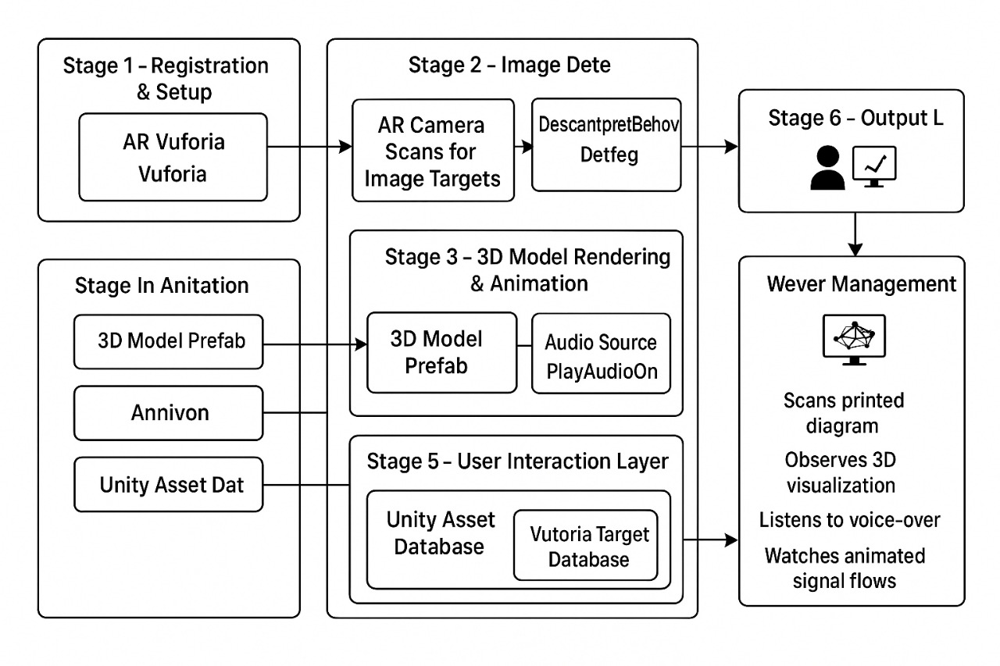 Stage 1 – Registration
& Setup
AR Vuforia
Vuforia
Stage In Anitation
3D Model Prefab
Annivon
Unity Asset Dat
Stage 2 – Image Dete
AR Camera
Scans for
Image Targets
DescantpretBehov
Detfeg
Stage 3 – 3D Model Rendering
& Animation
3D Model
Prefab
Audio Source
PlayAudioOn
Stage 5 – User Interaction Layer
Unity Asset
Database
Vutoria Target
Database
Stage 6 – Output L
Wever Management
Scans printed
diagram
Observes 3D
visualization
Listens to voice-over
Watches animated
signal flows